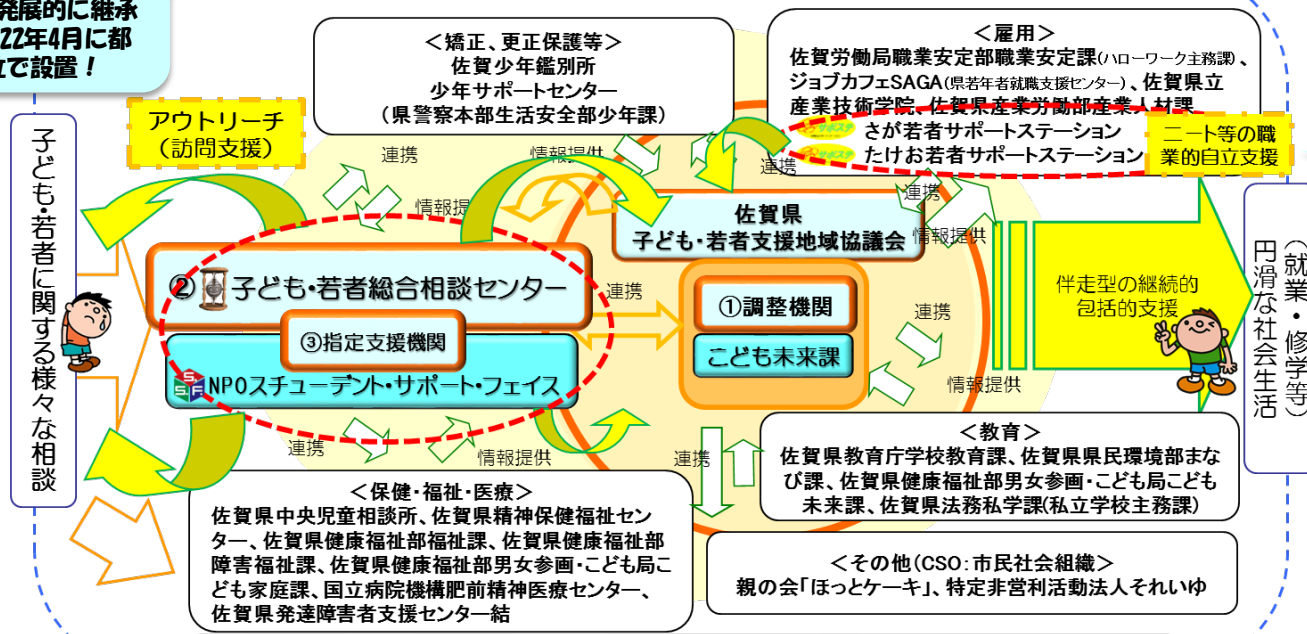 発展的に継承
22年4月に都
で設置！
アウトリーチ
（訪問支援）
子ども・若者に関する様々な相談
＜矯正、更正保護等＞
佐賀少年鑑別所
少年サポートセンター
（県警察本部生活安全部少年課）
＜雇用＞
佐賀労働局職業安定部職業安定課(ハローワーク主務課)、
ジョブカフェSAGA(県若年者就職支援センター)、佐賀県立
産業技術学院、佐賀県産業労働部産業人材課
サポステ さが若者サポートステーション
サポステ たけお若者サポートステーション
ニート等の職
業的自立支援
連携
情報提供
連携
連携
情報提供
情報提供
佐賀県
子ども・若者支援地域協議会
②子ども・若者総合相談センター
③指定支援機関
SSF NPOスチューデント・サポート・フェイス
連携
①調整機関
こども未来課
連携
情報提供
伴走型の継続的
包括的支援
円滑な社会生活
（就業・修学等）
連携
情報提供
連携
＜保健・福祉・医療＞
佐賀県中央児童相談所、佐賀県精神保健福祉セン
ター、佐賀県健康福祉部福祉課、佐賀県健康福祉部
障害福祉課、佐賀県健康福祉部男女参画・こども局こ
ども家庭課、国立病院機構肥前精神医療センター、
佐賀県発達障害者支援センター結
＜教育＞
佐賀県教育庁学校教育課、佐賀県県民環境部まな
び課、佐賀県健康福祉部男女参画・こども局こども
未来課、佐賀県法務私学課(私立学校主務課)
＜その他(CSO：市民社会組織＞
親の会「ほっとケーキ」、特定非営利活動法人それいゆ